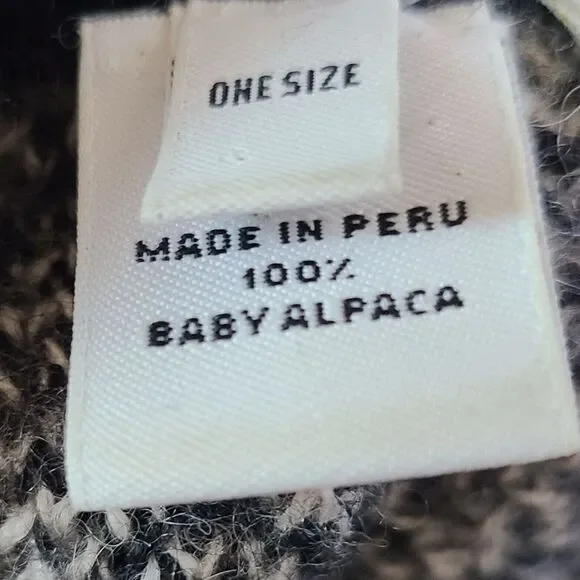 ONE SIZE
MADE IN PERU
100%
BABY ALPACA